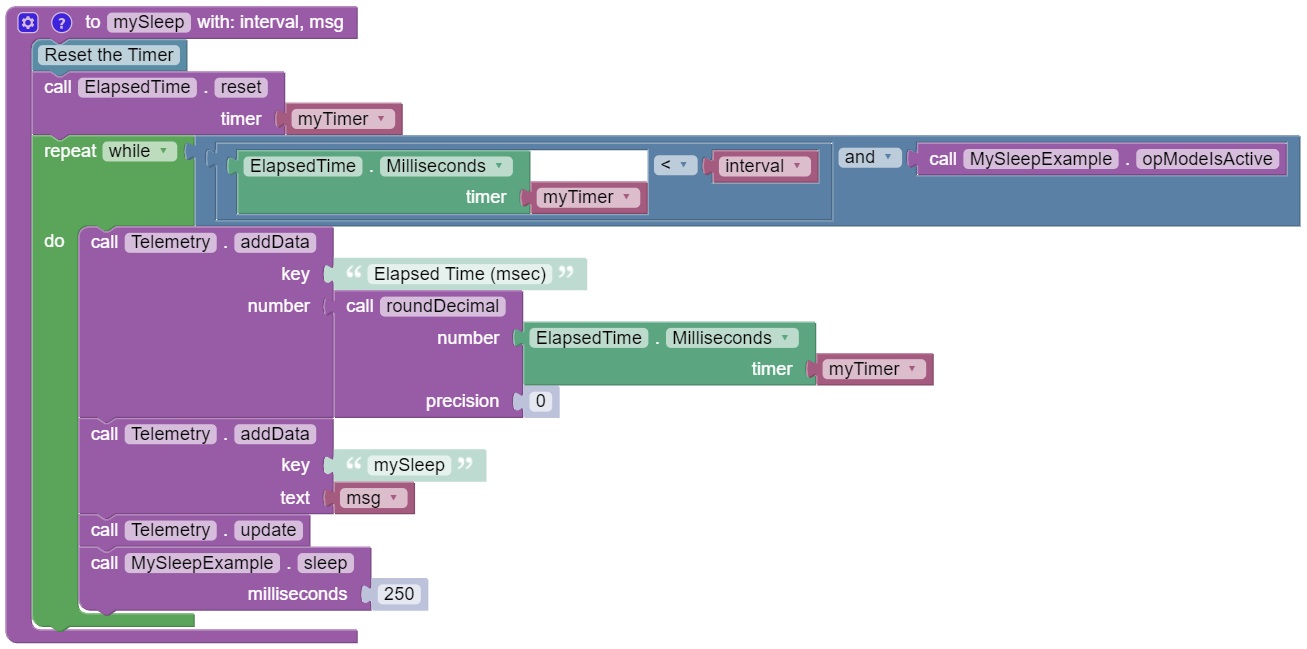 ? to mySleep with: interval, msg
Reset the Timer
call ElapsedTime . reset
timer myTimer
repeat while ElapsedTime . Milliseconds < interval and call MySleepExample . opModeIsActive
timer myTimer
do call Telemetry . addData
key “ Elapsed Time (msec) ”
number call roundDecimal
number ElapsedTime . Milliseconds
timer myTimer
precision 0
call Telemetry . addData
key “ mySleep ”
text msg
call Telemetry . update
call MySleepExample . sleep
milliseconds 250